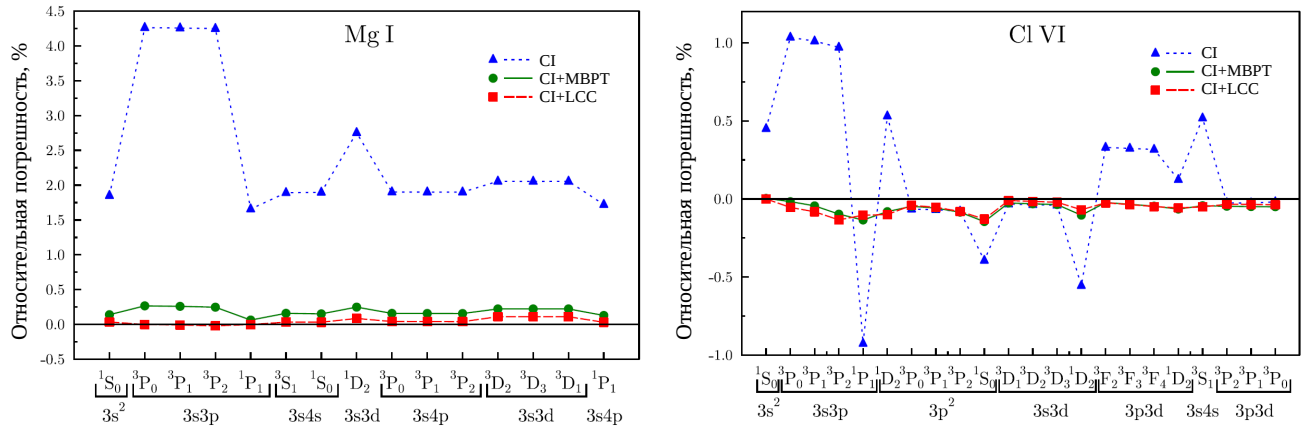 Mg I
Относительная погрешность, %
4.5
4.0
3.5
3.0
2.5
2.0
1.5
1.0
0.5
0.0
-0.5
CI
CI+MBPT
CI+LCC
¹S₀ ³P₀ ³P₁ ³P₂ ¹P₁ ³S₁ ¹S₀ ¹D₂ ³P₀ ³P₁ ³P₂ ³D₂ ³D₃ ³D₁ ¹P₁
3s² 3s3p 3s4s 3s3d 3s4p 3s3d 3s4p
Cl VI
Относительная погрешность, %
1.0
0.5
0.0
-0.5
-1.0
CI
CI+MBPT
CI+LCC
¹S₀ ³P₀ ³P₁ ³P₂ ¹P₁ ¹D₂ ³P₀ ³P₁ ³P₂ ¹S₀ ³D₁ ³D₂ ³D₃ ¹D₂ ³F₂ ³F₃ ³F₄ ¹D₂ ³S₁ ³P₂ ³P₁ ³P₀
3s² 3s3p 3p² 3s3d 3p3d 3s4s 3p3d